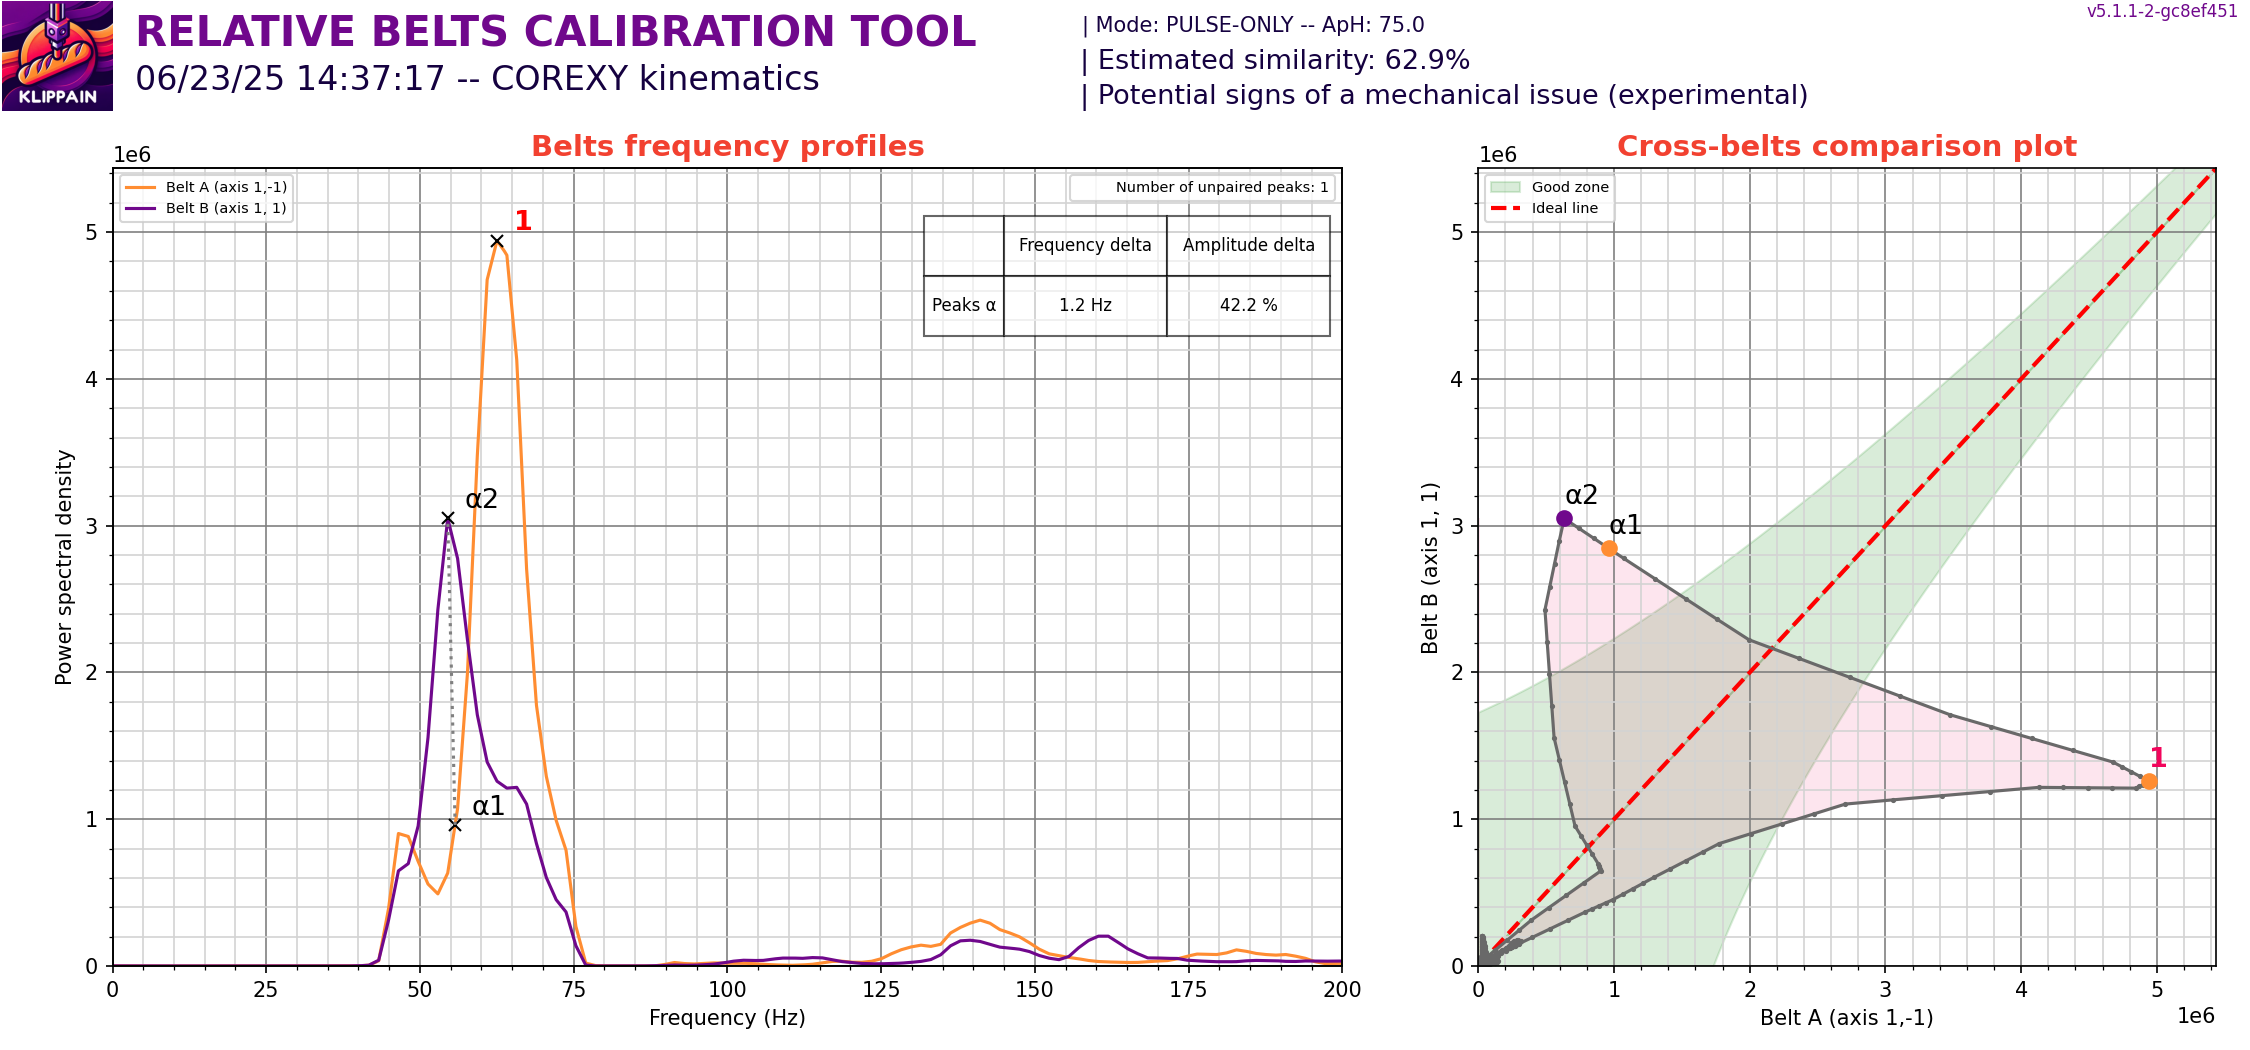 KLIPPAIN
RELATIVE BELTS CALIBRATION TOOL
06/23/25 14:37:17 -- COREXY kinematics
| Mode: PULSE-ONLY -- ApH: 75.0
| Estimated similarity: 62.9%
| Potential signs of a mechanical issue (experimental)
v5.1.1-2-gc8ef451
Belts frequency profiles
1e6
Belt A (axis 1,-1)
Belt B (axis 1, 1)
Number of unpaired peaks: 1
Frequency delta Amplitude delta
Peaks α 1.2 Hz 42.2 %
1
α2
α1
5
4
3
2
1
0
Power spectral density
0 25 50 75 100 125 150 175 200
Frequency (Hz)
Cross-belts comparison plot
1e6
Good zone
Ideal line
α2
α1
1
5
4
3
2
1
0
Belt B (axis 1, 1)
0 1 2 3 4 5
Belt A (axis 1,-1)
1e6